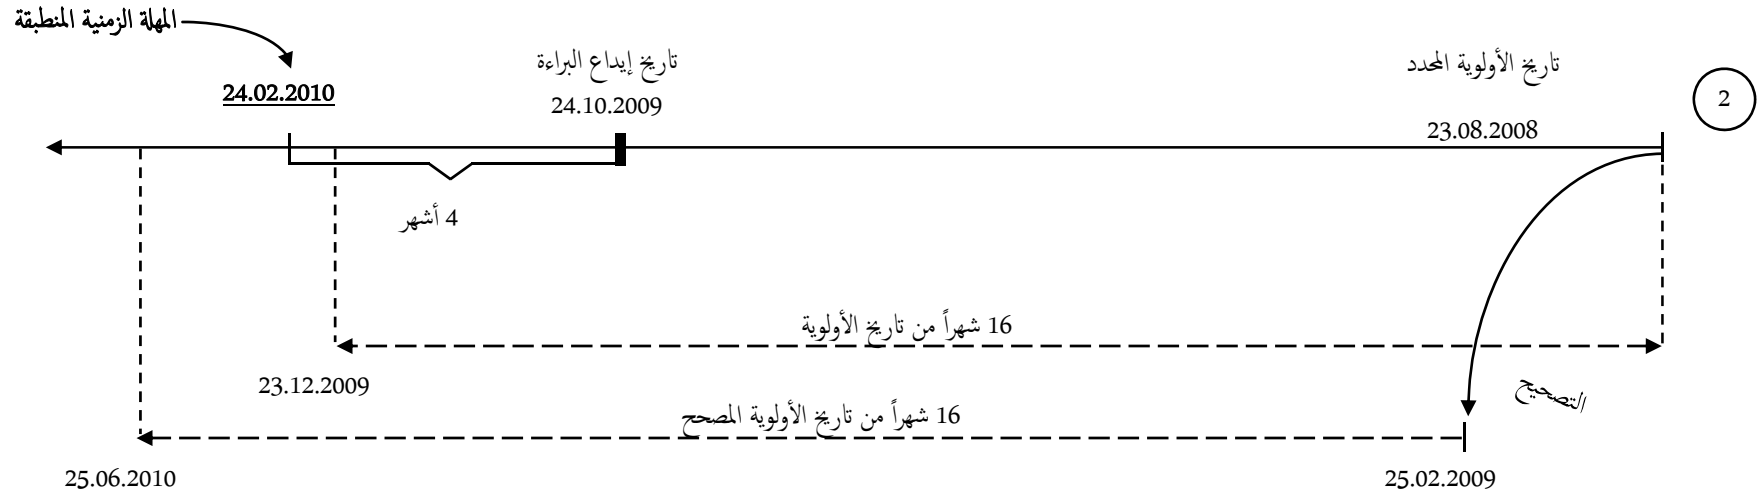 المهلة الزمنية المنطبقة
2
تاريخ الأولوية المحدد
23.08.2008
تاريخ إيداع البراءة
24.10.2009
24.02.2010
4 أشهر
16 شهراً من تاريخ الأولوية
23.12.2009
التصحيح
16 شهراً من تاريخ الأولوية المصحح
25.02.2009
25.06.2010